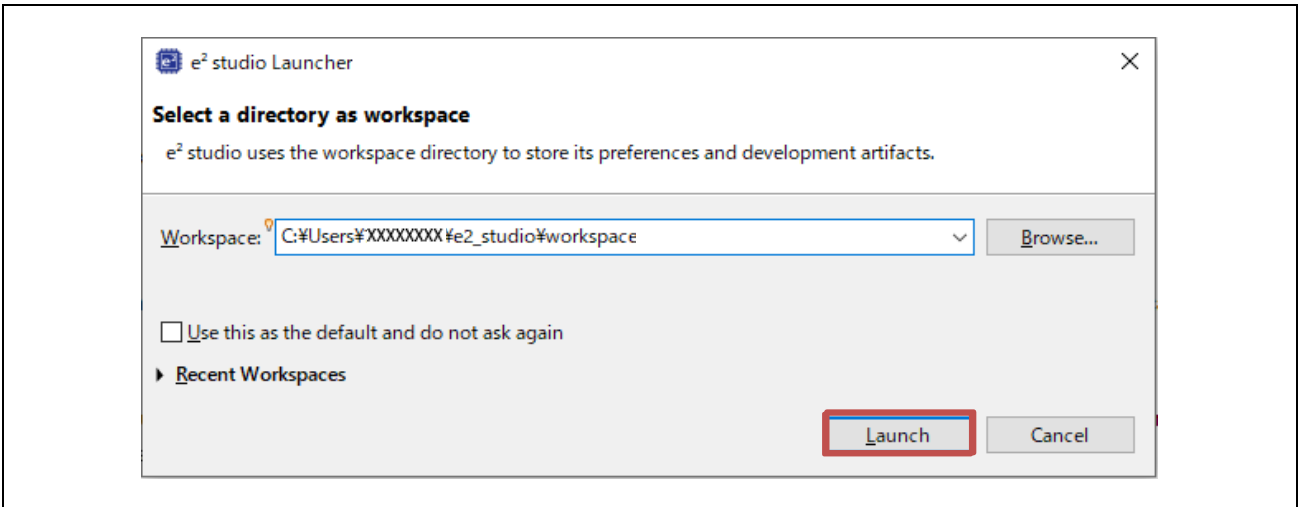 e² studio Launcher
Select a directory as workspace
e² studio uses the workspace directory to store its preferences and development artifacts.
Workspace: C:¥Users¥XXXXXXXX¥e2_studio¥workspace Browse...
Use this as the default and do not ask again
Recent Workspaces
Launch Cancel